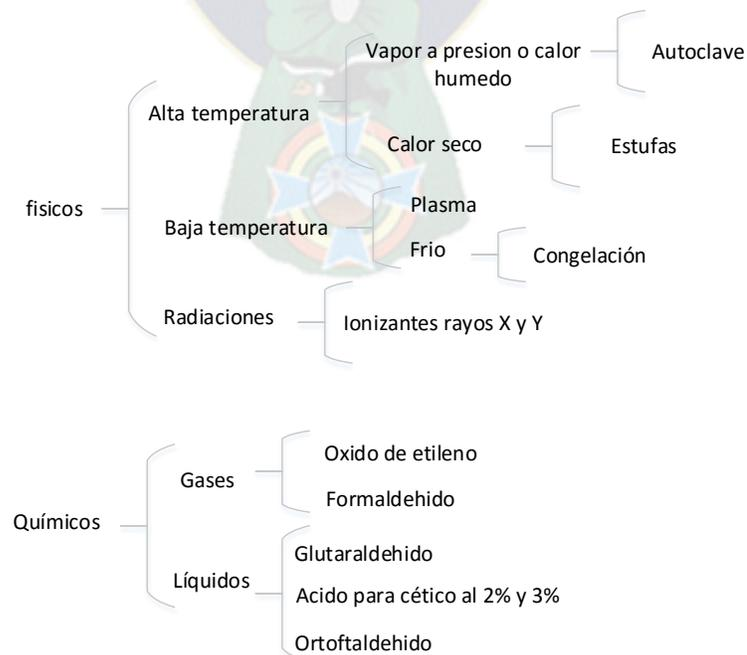 fisicos
Alta temperatura
Vapor a presion o calor
humedo
Autoclave
Calor seco
Estufas
Baja temperatura
Plasma
Frio
Congelación
Radiaciones
Ionizantes rayos X y Y
Químicos
Gases
Oxido de etileno
Formaldehido
Líquidos
Glutaraldehido
Acido para cético al 2% y 3%
Ortoftaldehido